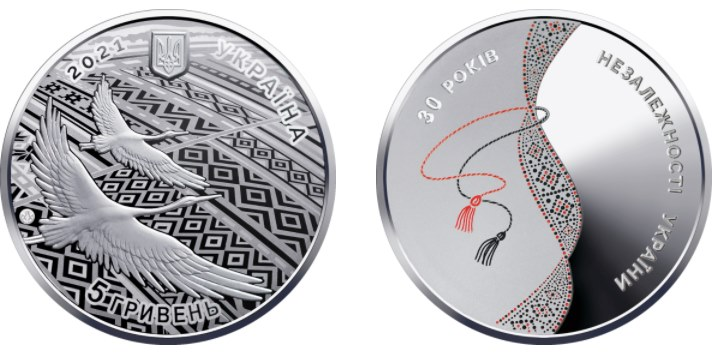 2021
УКРАЇНА
5 ГРИВЕНЬ
30 РОКІВ
НЕЗАЛЕЖНОСТІ УКРАЇНИ